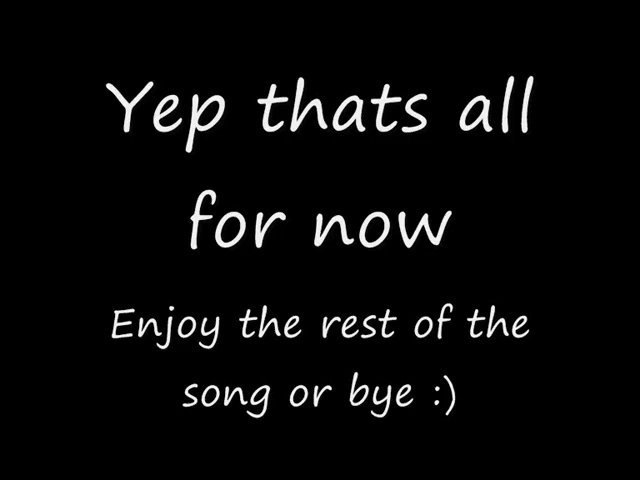 Yep thats all
for now
Enjoy the rest of the
song or bye :)